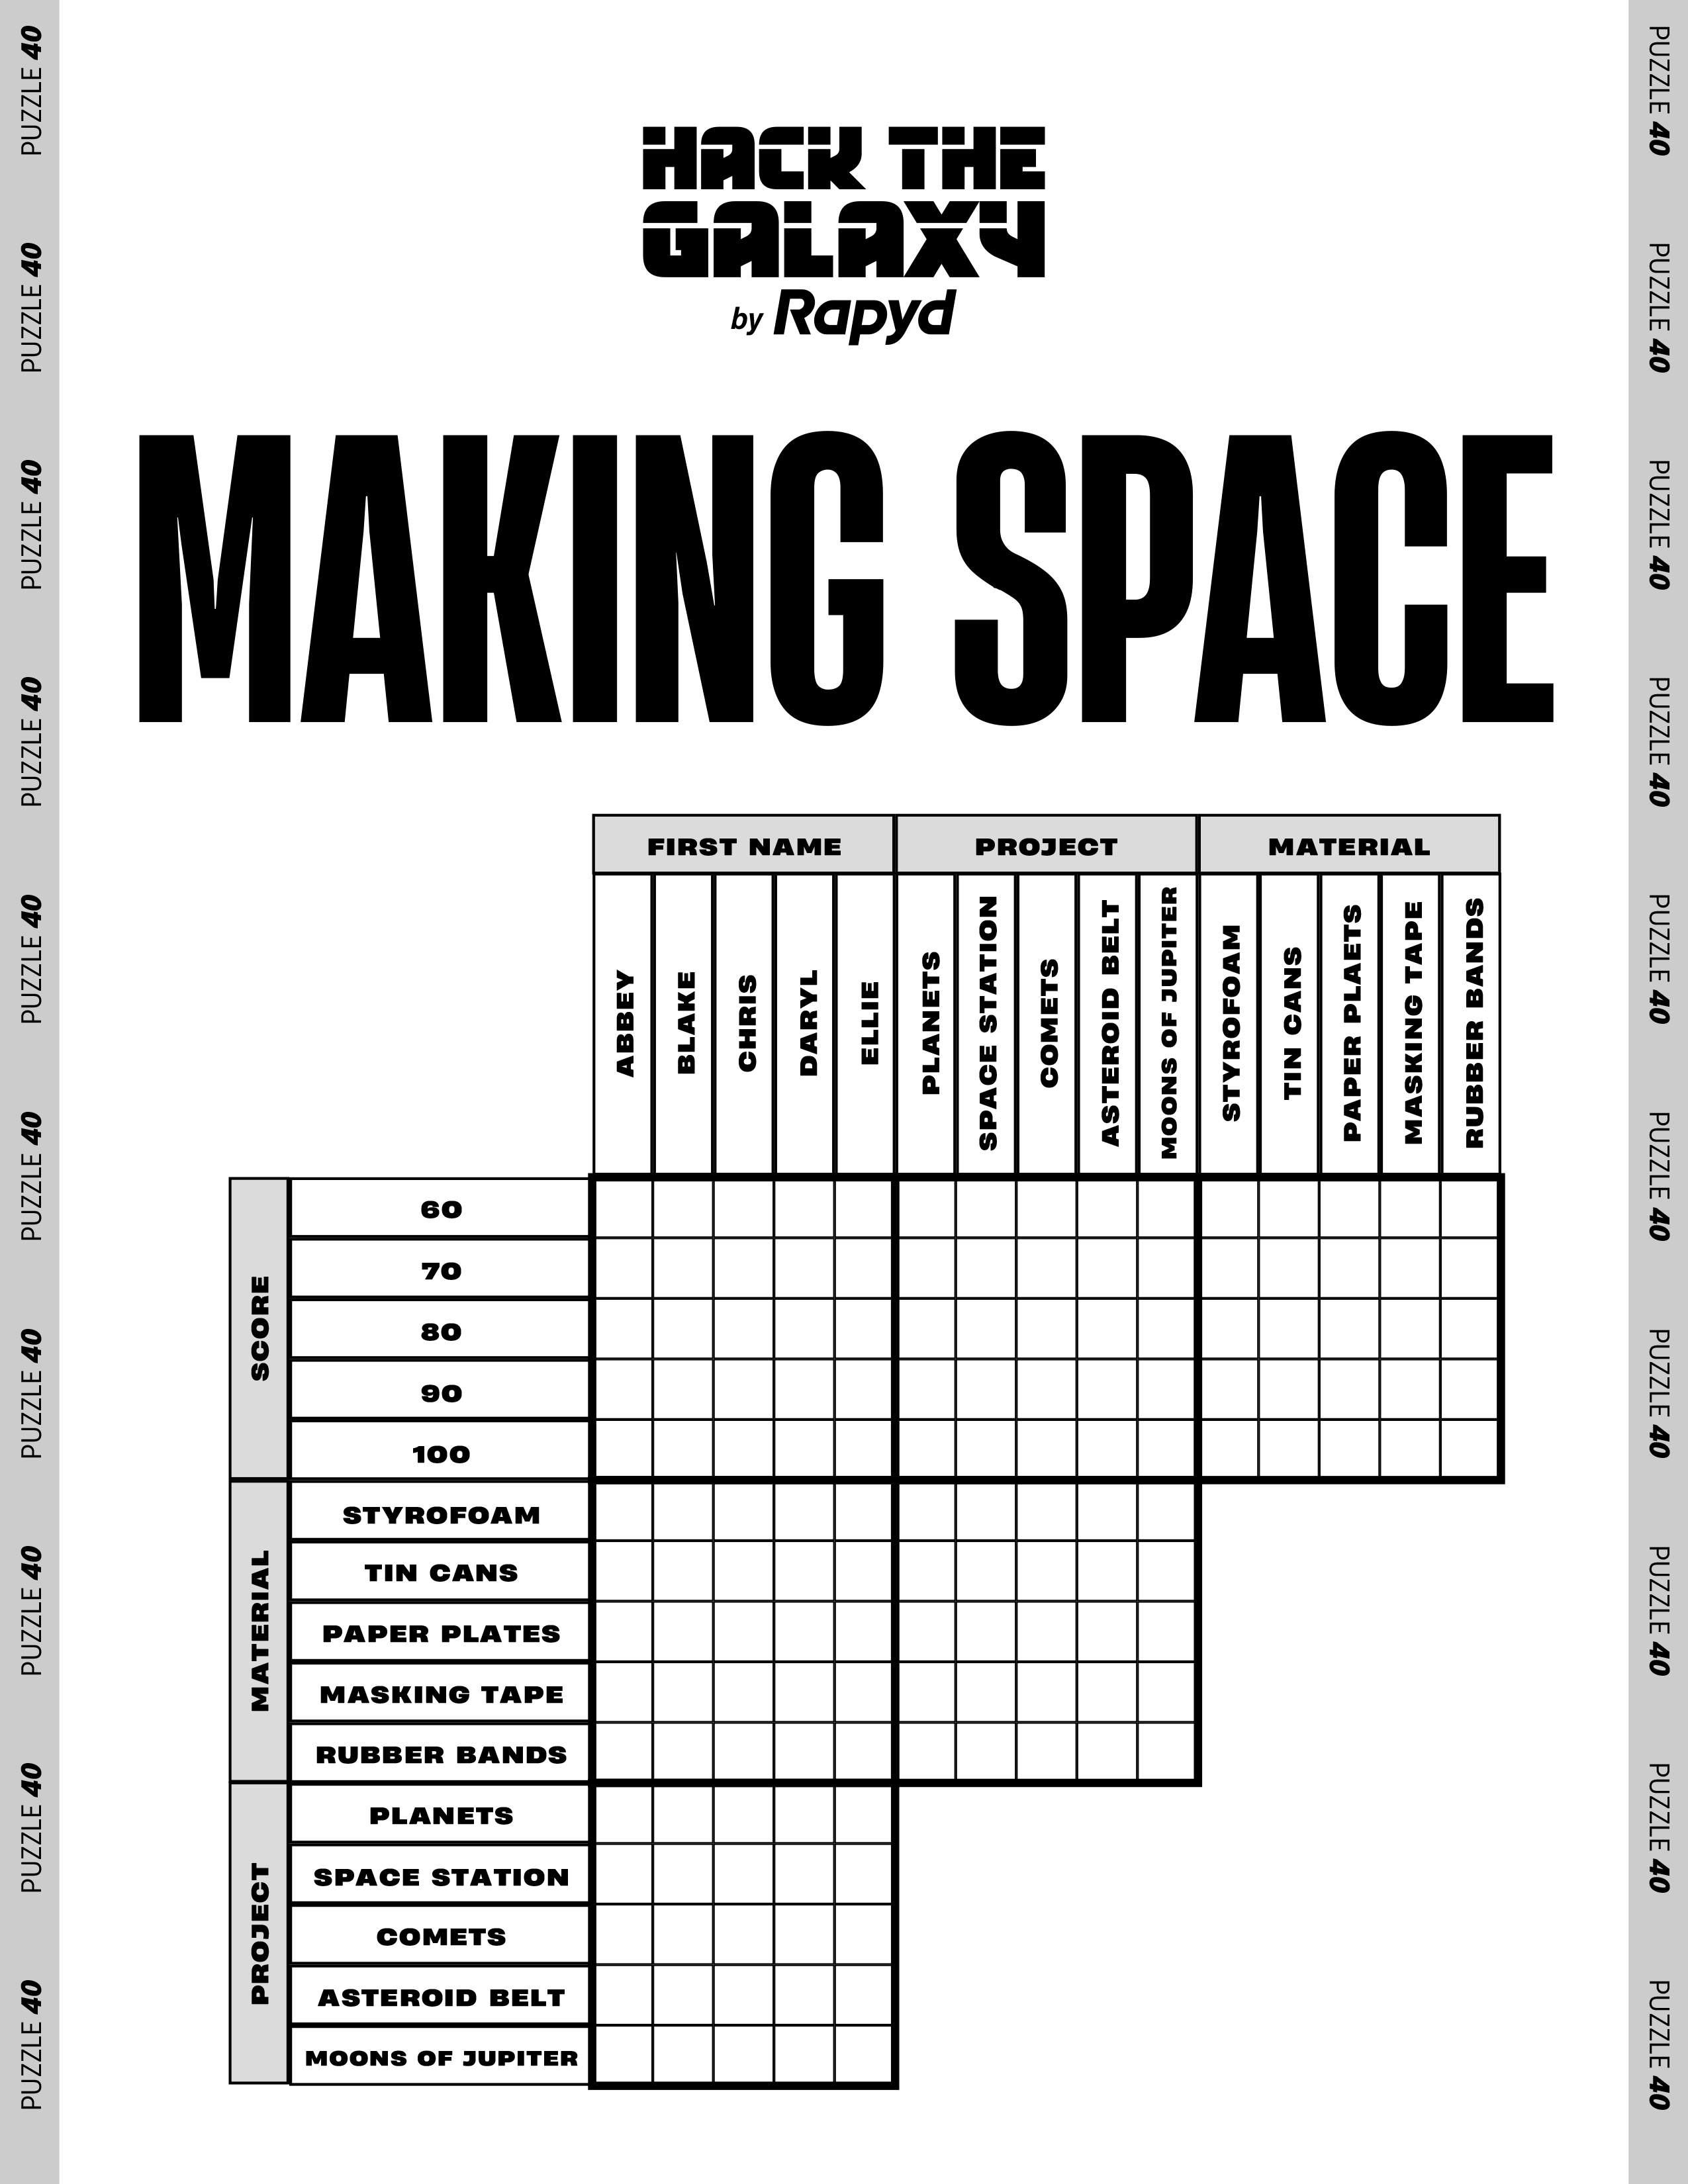 PUZZLE 40
PUZZLE 40
PUZZLE 40
PUZZLE 40
PUZZLE 40
PUZZLE 40
PUZZLE 40
PUZZLE 40
PUZZLE 40
PUZZLE 40
HACK THE
GALAXY
by Rapyd
MAKING SPACE
FIRST NAME
PROJECT
MATERIAL
ABBEY
BLAKE
CHRIS
DARYL
ELLIE
PLANETS
SPACE STATION
COMETS
ASTEROID BELT
MOONS OF JUPITER
STYROFOAM
TIN CANS
PAPER PLAETS
MASKING TAPE
RUBBER BANDS
SCORE
60
70
80
90
100
MATERIAL
STYROFOAM
TIN CANS
PAPER PLATES
MASKING TAPE
RUBBER BANDS
PROJECT
PLANETS
SPACE STATION
COMETS
ASTEROID BELT
MOONS OF JUPITER
PUZZLE 40
PUZZLE 40
PUZZLE 40
PUZZLE 40
PUZZLE 40
PUZZLE 40
PUZZLE 40
PUZZLE 40
PUZZLE 40
PUZZLE 40